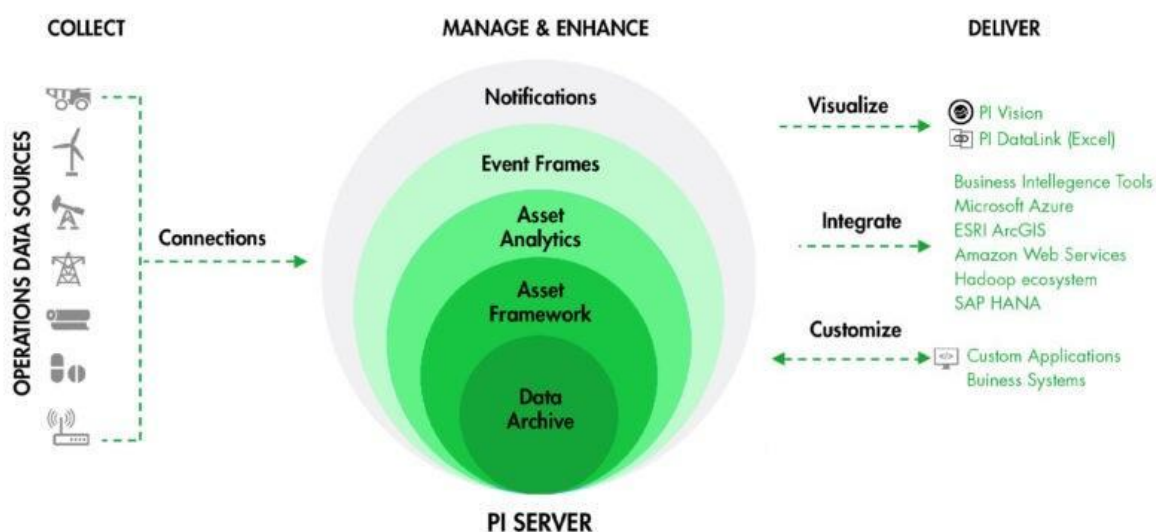 COLLECT
MANAGE & ENHANCE
DELIVER
OPERATIONS DATA SOURCES
Connections
Notifications
Event Frames
Asset
Analytics
Asset
Framework
Data
Archive
PI SERVER
Visualize
PI Vision
PI DataLink (Excel)
Integrate
Business Intellegence Tools
Microsoft Azure
ESRI ArcGIS
Amazon Web Services
Hadoop ecosystem
SAP HANA
Customize
</> Custom Applications
Buiness Systems